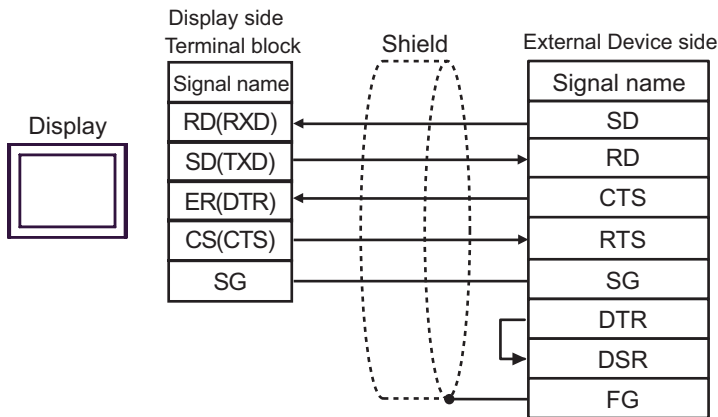 Display side
Terminal block
Shield
External Device side
Signal name
Signal name
Display
RD(RXD)
SD
SD(TXD)
RD
ER(DTR)
CTS
CS(CTS)
RTS
SG
SG
DTR
DSR
FG